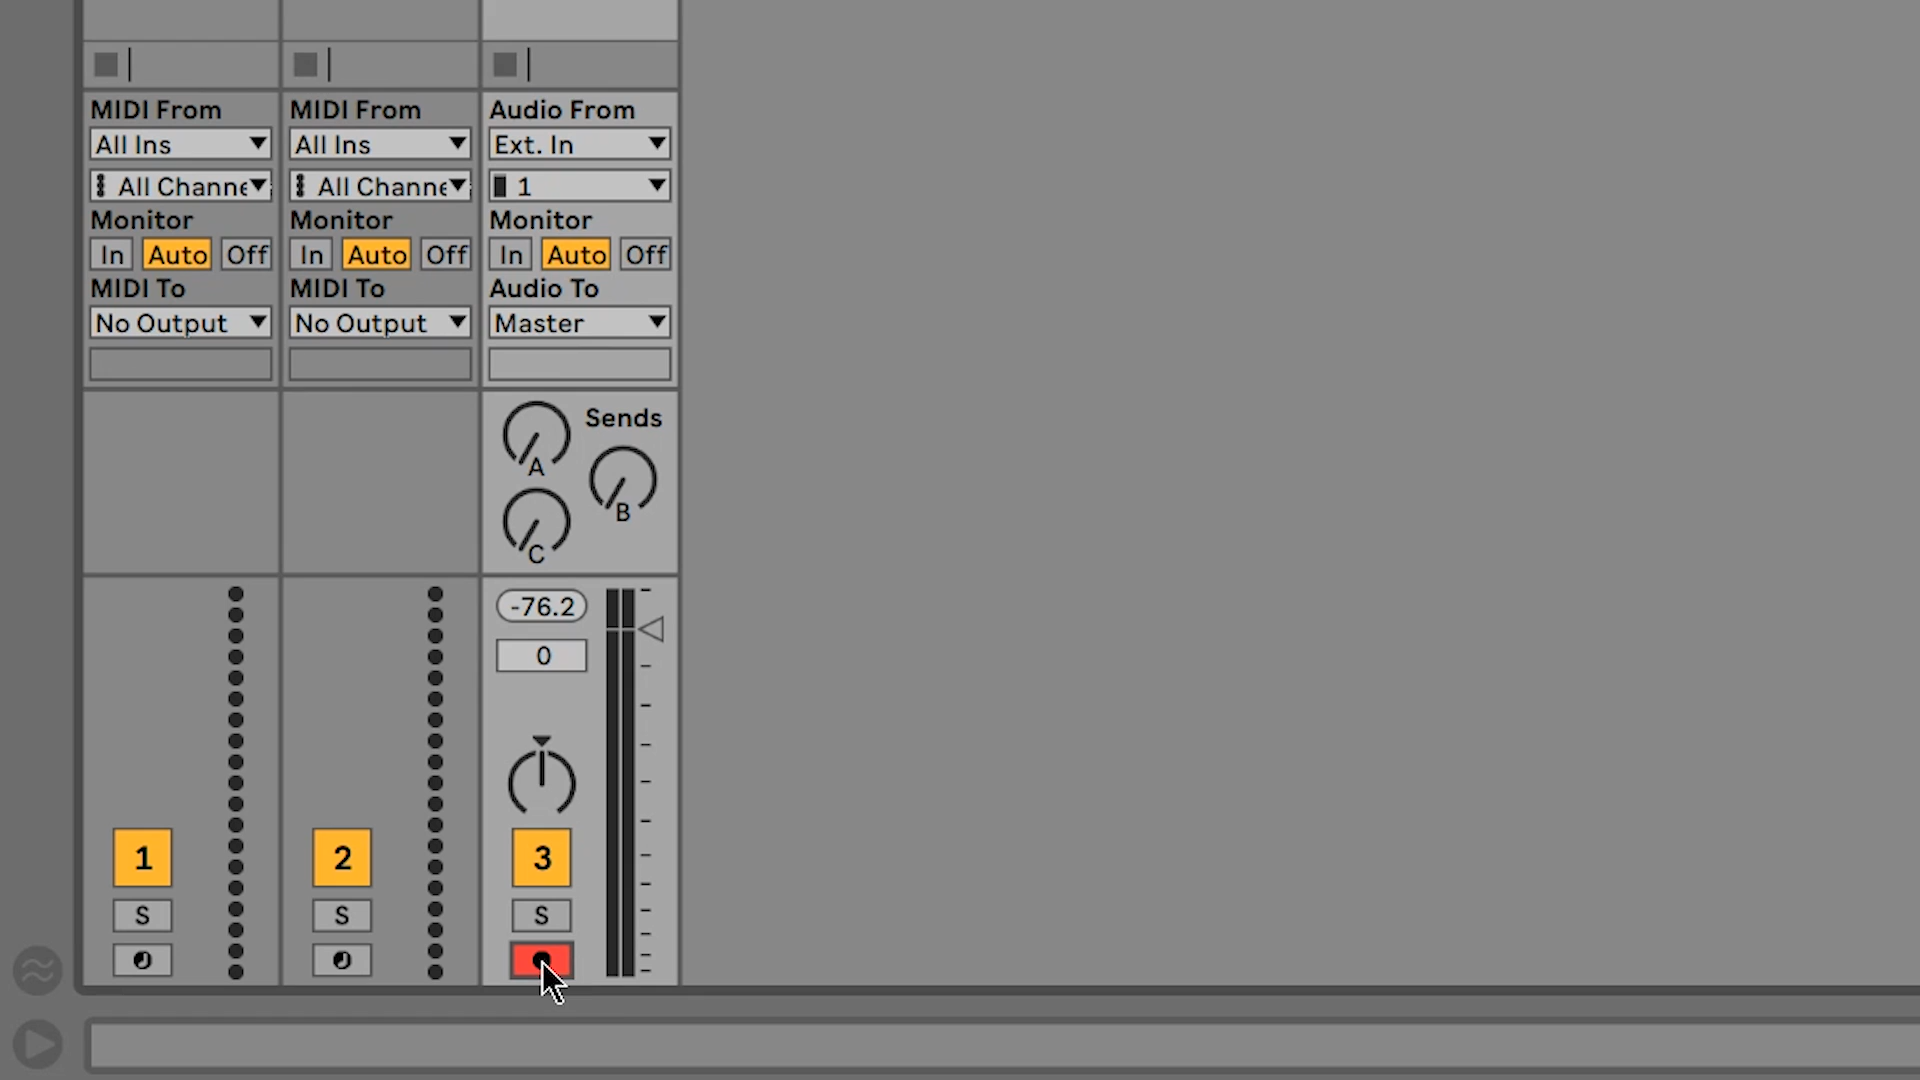 MIDI From
All Ins
All Channe
Monitor
In Auto Off
MIDI To
No Output
1
S
MIDI From
All Ins
All Channe
Monitor
In Auto Off
MIDI To
No Output
2
S
Audio From
Ext. In
1
Monitor
In Auto Off
Audio To
Master
Sends
A
B
C
-76.2
0
3
S